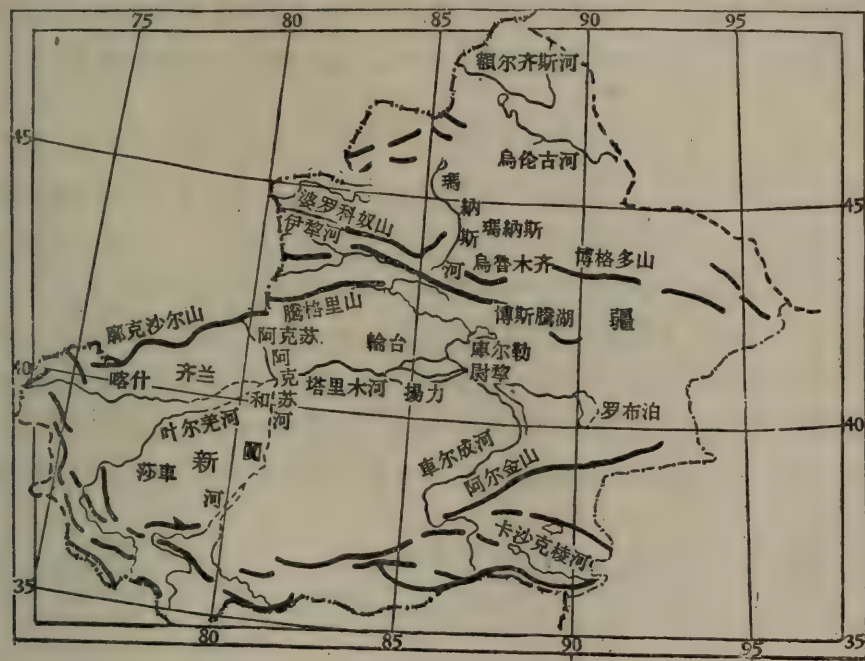 75 80 85 90 95
額尔齐斯河
45
烏伦古河
瑪納斯河
婆罗科奴山
45
伊犁河
瑪納斯
烏魯木齐
博格多山
騰格里山
博斯騰湖
疆
廓克沙尔山
阿克苏
輪台
庫尔勒
40
喀什
齐兰
阿克苏河
塔里木河
揚力
尉犁
罗布泊
和闐河
叶尔羌河
40
莎車
新
車尔成河
阿尔金山
卡沙克棱河
35
35
80 85 90 95